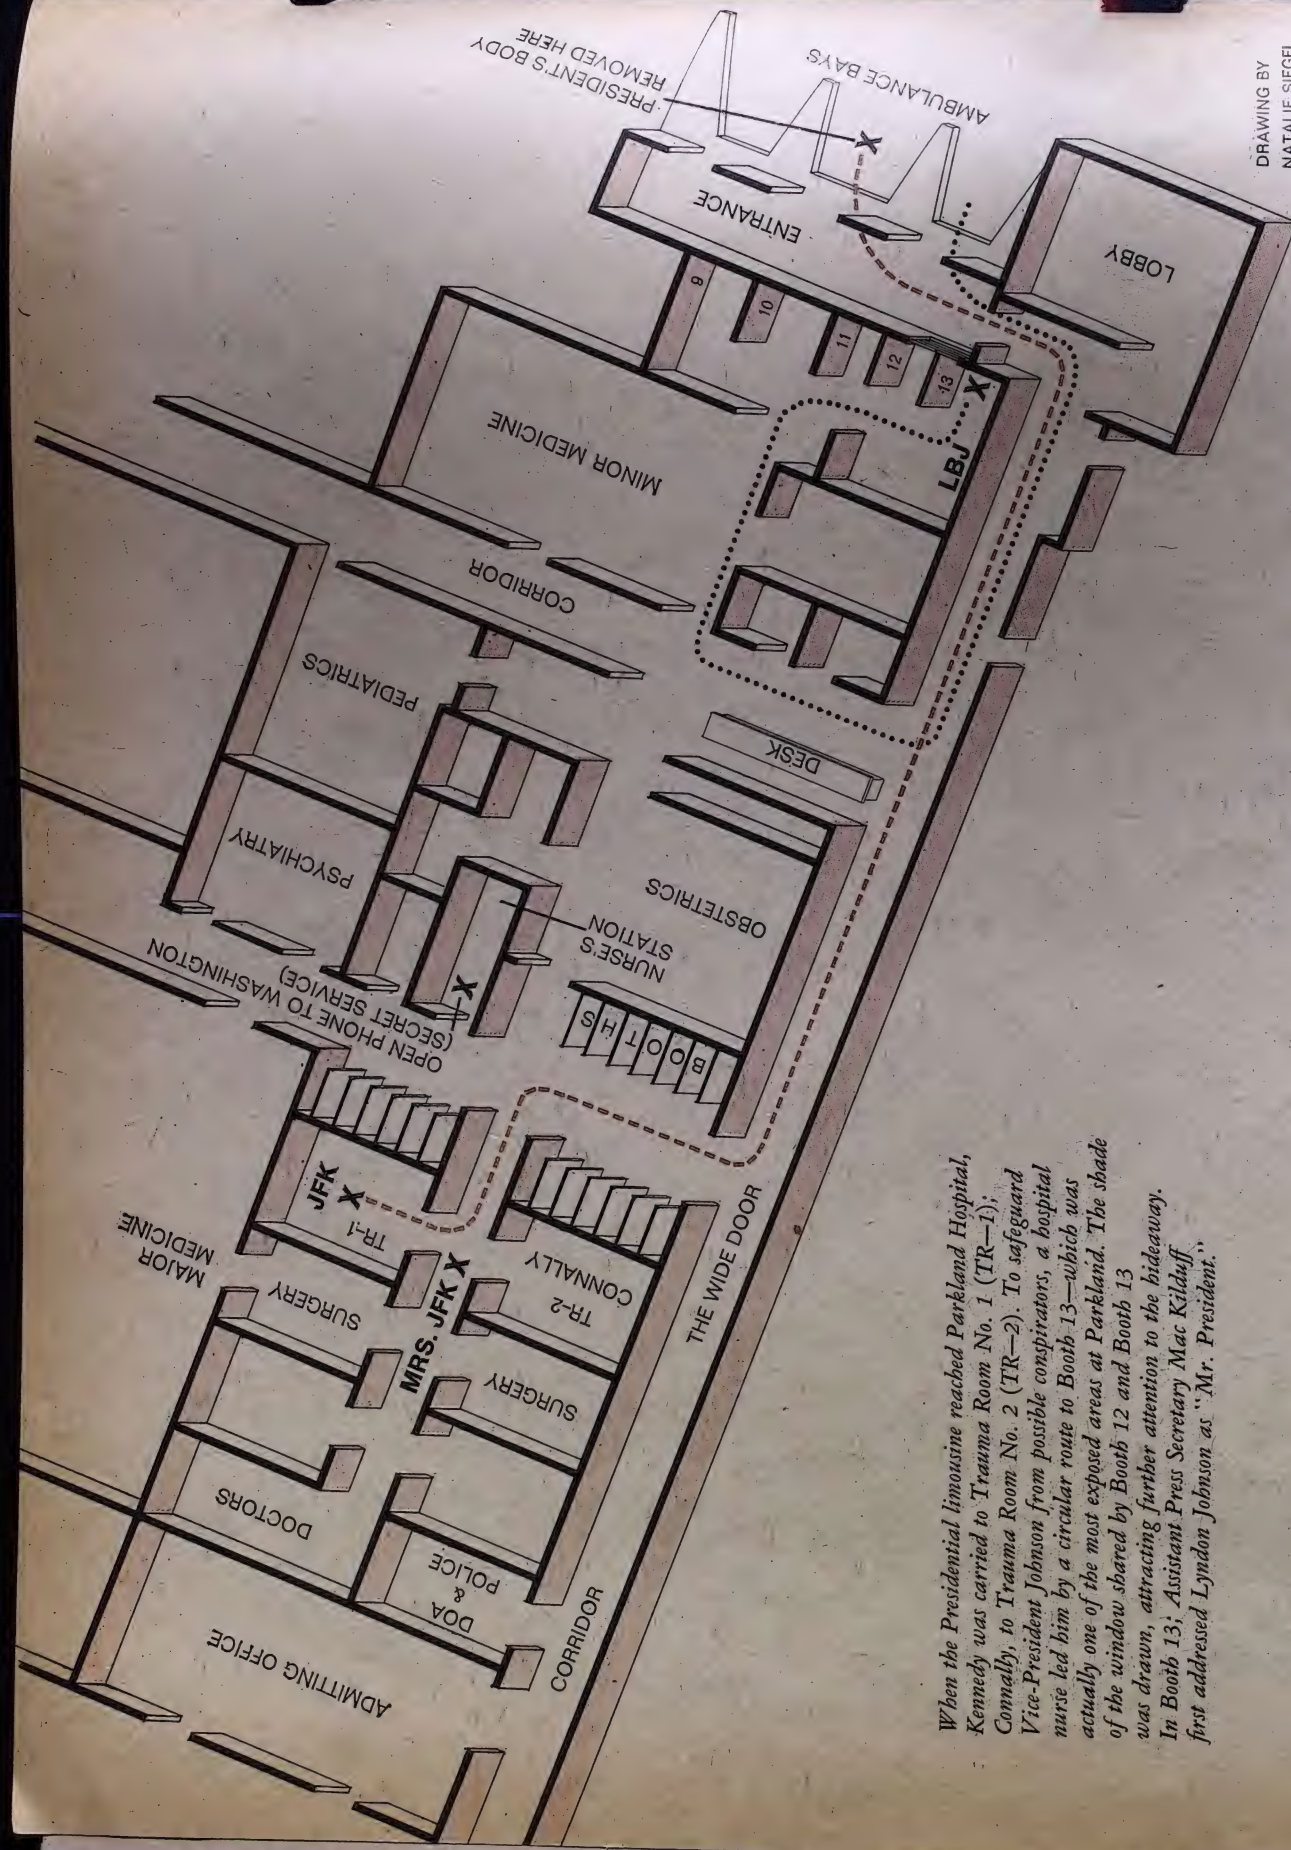 PRESIDENT'S BODY
REMOVED HERE
AMBULANCE BAYS
ENTRANCE
LOBBY
9
10
11
12
13
X
X
LBJ
MINOR MEDICINE
CORRIDOR
PEDIATRICS
PSYCHIATRY
DESK
OBSTETRICS
NURSE'S
STATION
BOOTHS
OPEN PHONE TO WASHINGTON
(SECRET SERVICE)
X
JFK
X
TR-1
MAJOR
MEDICINE
SURGERY
MRS. JFK X
CONNALLY
TR-2
SURGERY
THE WIDE DOOR
DOCTORS
DOA
&
POLICE
ADMITTING OFFICE
CORRIDOR
When the Presidential limousine reached Parkland Hospital,
Kennedy was carried to Trauma Room No. 1 (TR—1);
Connally, to Trauma Room No. 2 (TR—2). To safeguard
Vice-President Johnson from possible conspirators, a hospital
nurse led him by a circular route to Booth 13—which was
actually one of the most exposed areas at Parkland. The shade
of the window shared by Booth 12 and Booth 13
was drawn, attracting further attention to the hideaway.
In Booth 13, Assistant Press Secretary Mac Kilduff
first addressed Lyndon Johnson as "Mr. President."
DRAWING BY
NATALIE SIEGEL